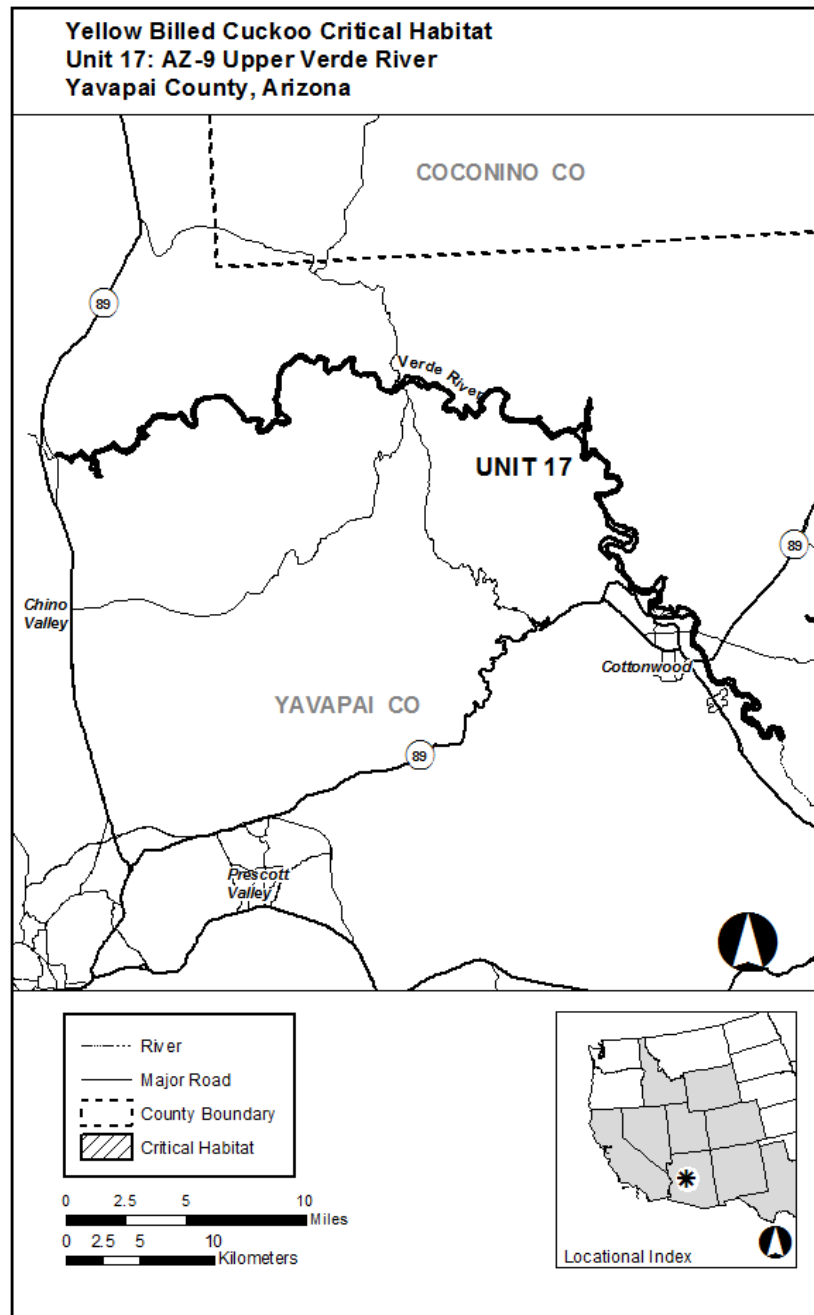 Yellow Billed Cuckoo Critical Habitat
Unit 17: AZ-9 Upper Verde River
Yavapai County, Arizona
COCONINO CO
89
Verde River
UNIT 17
89
Chino
Valley
Cottonwood
YAVAPAI CO
89
Prescott
Valley
River
Major Road
County Boundary
Critical Habitat
0 2.5 5 10
Miles
0 2.5 5 10
Kilometers
Locational Index